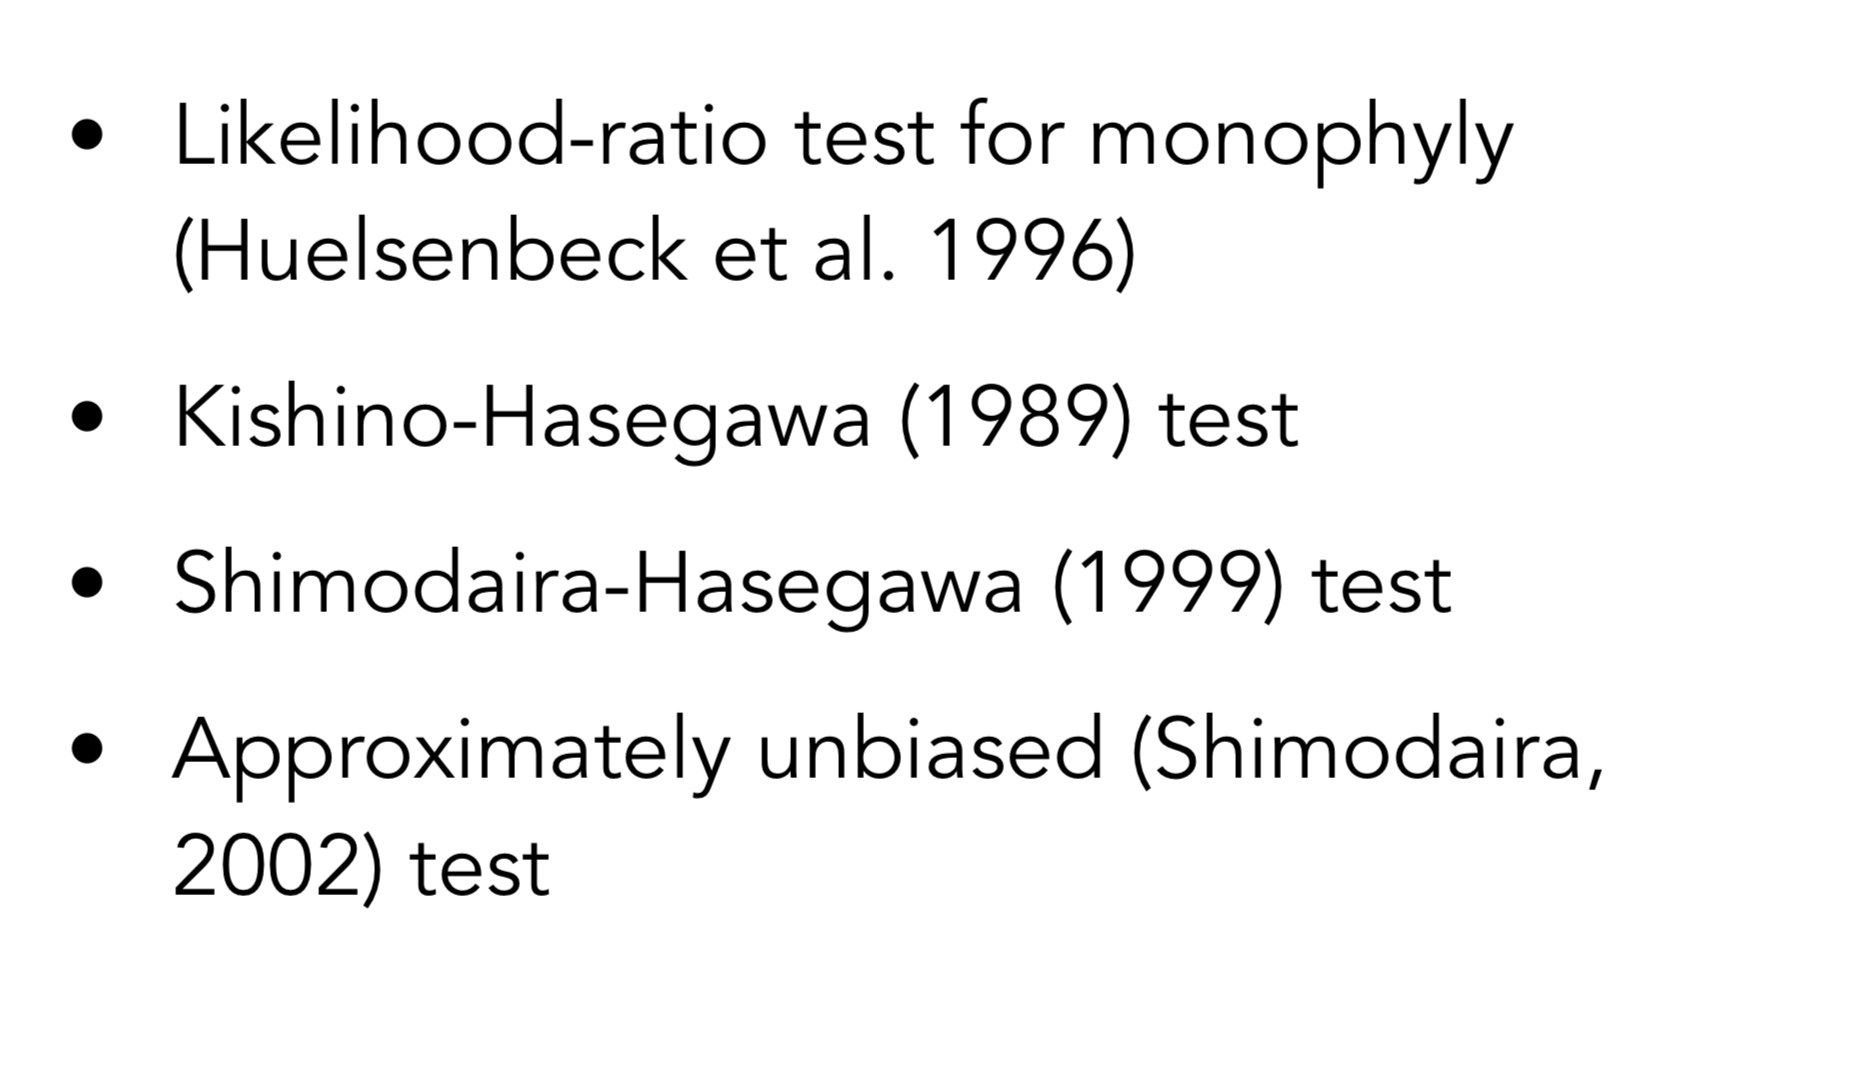 • Likelihood-ratio test for monophyly
(Huelsenbeck et al. 1996)
• Kishino-Hasegawa (1989) test
• Shimodaira-Hasegawa (1999) test
• Approximately unbiased (Shimodaira,
2002) test